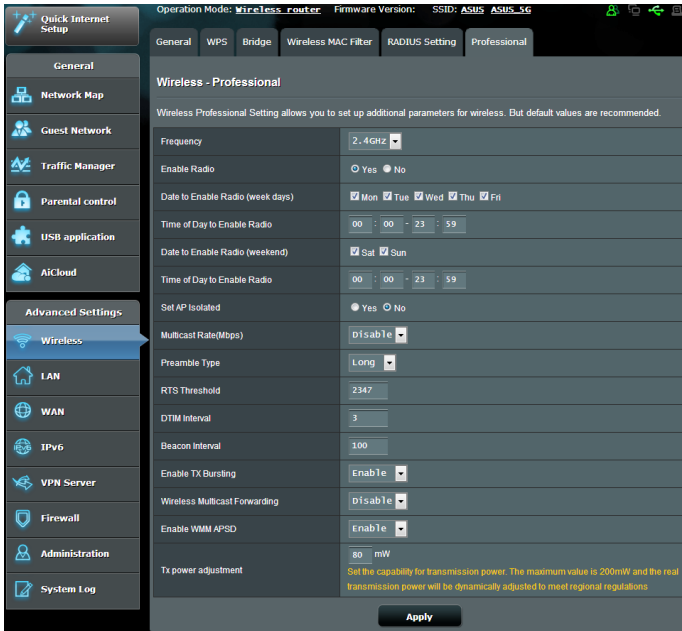 Quick Internet
Setup
General
Network Map
Guest Network
Traffic Manager
Parental control
USB application
AiCloud
Advanced Settings
Wireless
LAN
WAN
IPv6
VPN Server
Firewall
Administration
System Log
Operation Mode: Wireless router Firmware Version: SSID: ASUS ASUS_5G
General WPS Bridge Wireless MAC Filter RADIUS Setting Professional
Wireless - Professional
Wireless Professional Setting allows you to set up additional parameters for wireless. But default values are recommended.
Frequency 2.4GHz
Enable Radio Yes No
Date to Enable Radio (week days) Mon Tue Wed Thu Fri
Time of Day to Enable Radio 00 : 00 - 23 : 59
Date to Enable Radio (weekend) Sat Sun
Time of Day to Enable Radio 00 : 00 - 23 : 59
Set AP Isolated Yes No
Multicast Rate(Mbps) Disable
Preamble Type Long
RTS Threshold 2347
DTIM Interval 3
Beacon Interval 100
Enable TX Bursting Enable
Wireless Multicast Forwarding Disable
Enable WMM APSD Enable
Tx power adjustment 80 mW
Set the capability for transmission power. The maximum value is 200mW and the real
transmission power will be dynamically adjusted to meet regional regulations
Apply